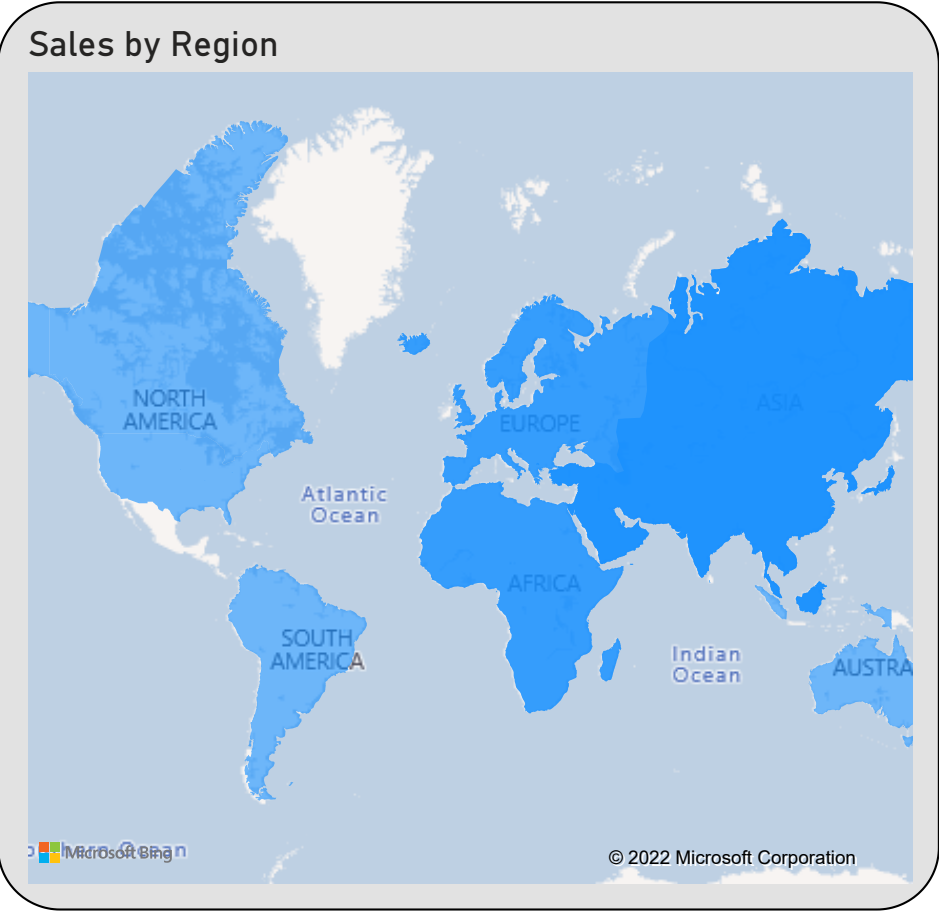 Sales by Region
NORTH
AMERICA
EUROPE
ASIA
Atlantic
Ocean
AFRICA
SOUTH
AMERICA
Indian
Ocean
AUSTRA
Microsoft Bing
Ocean
© 2022 Microsoft Corporation